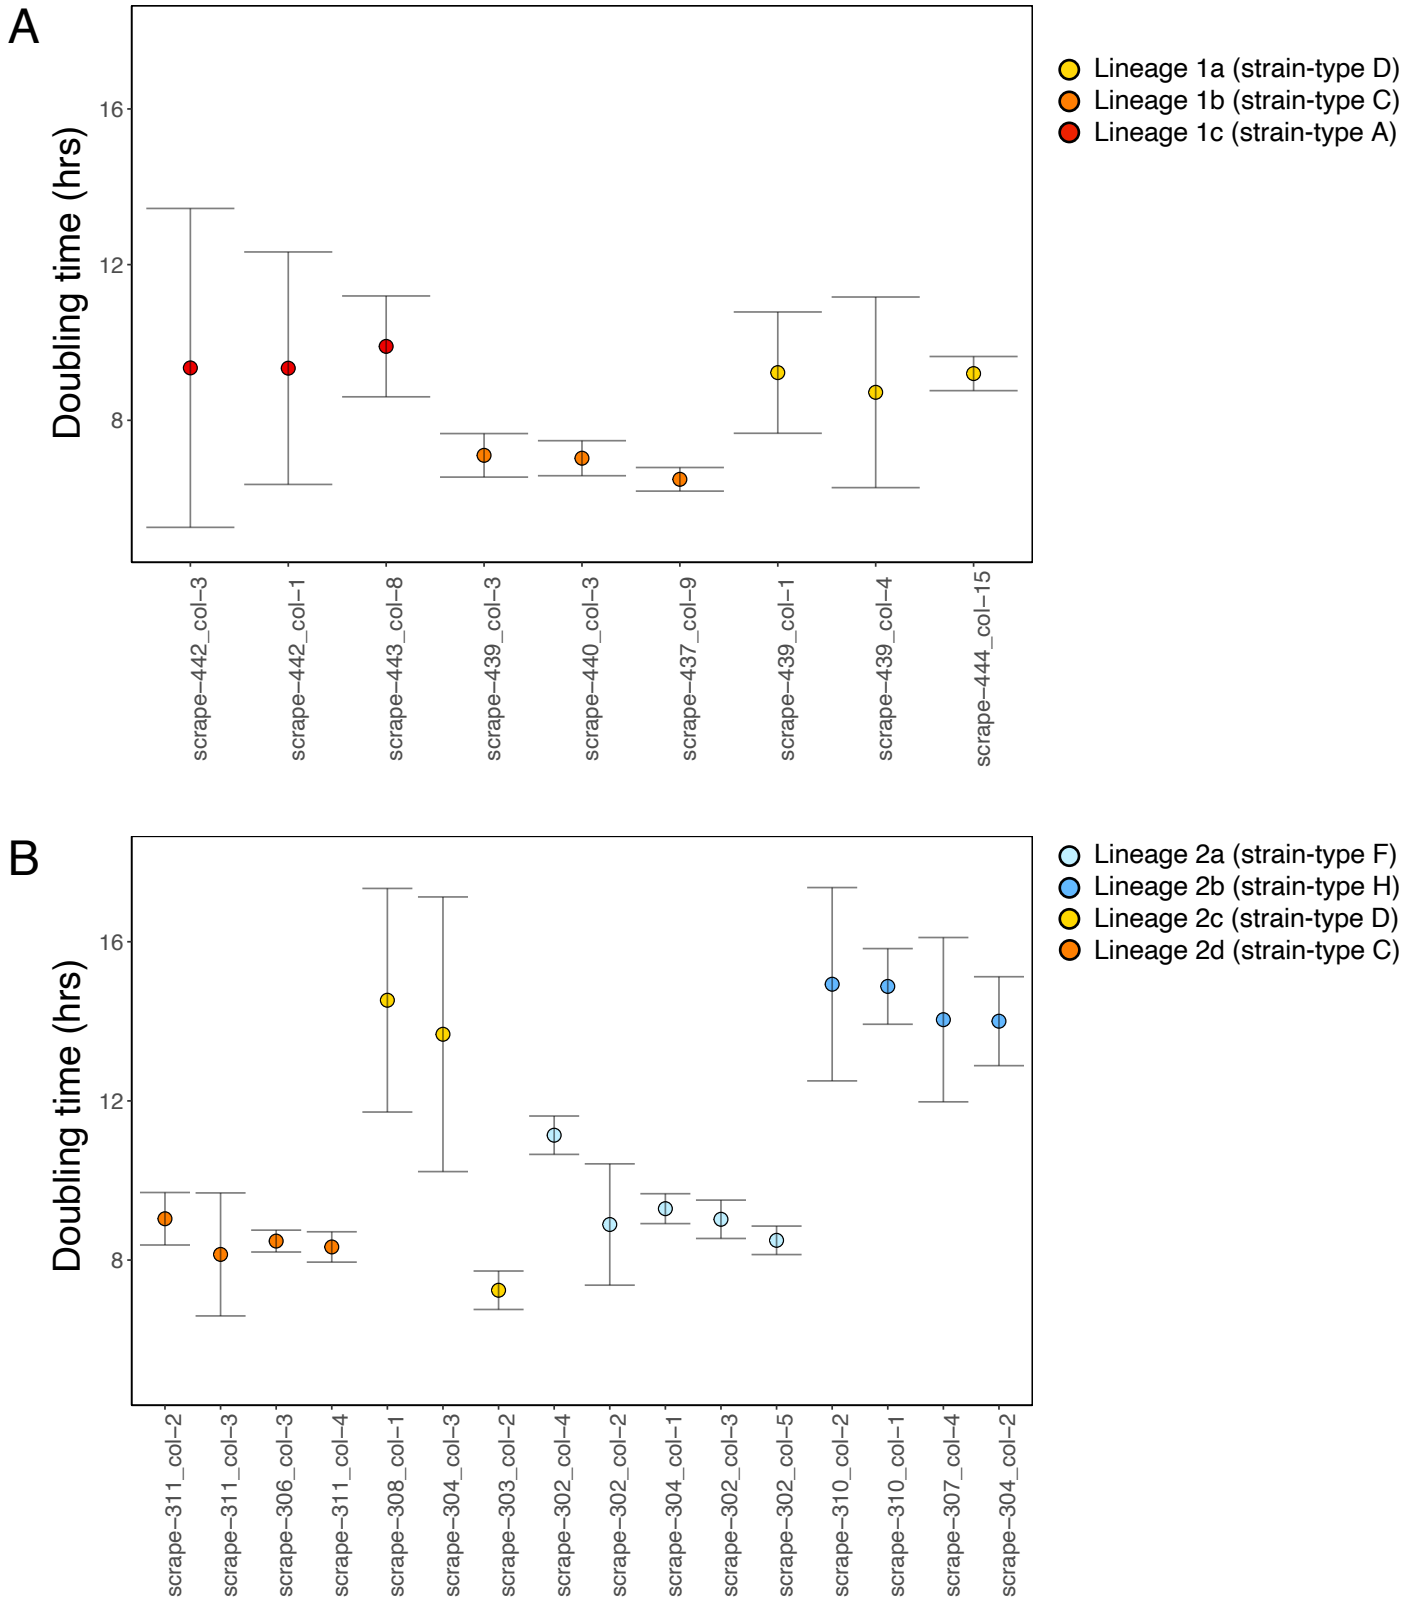 A
Doubling time (hrs)
16
12
8
scrape−442_col−3
scrape−442_col−1
scrape−443_col−8
scrape−439_col−3
scrape−440_col−3
scrape−437_col−9
scrape−439_col−1
scrape−439_col−4
scrape−444_col−15
Lineage 1a (strain-type D)
Lineage 1b (strain-type C)
Lineage 1c (strain-type A)
B
Doubling time (hrs)
16
12
8
scrape−311_col−2
scrape−311_col−3
scrape−306_col−3
scrape−311_col−4
scrape−308_col−1
scrape−304_col−3
scrape−303_col−2
scrape−302_col−4
scrape−302_col−2
scrape−304_col−1
scrape−302_col−3
scrape−302_col−5
scrape−310_col−2
scrape−310_col−1
scrape−307_col−4
scrape−304_col−2
Lineage 2a (strain-type F)
Lineage 2b (strain-type H)
Lineage 2c (strain-type D)
Lineage 2d (strain-type C)